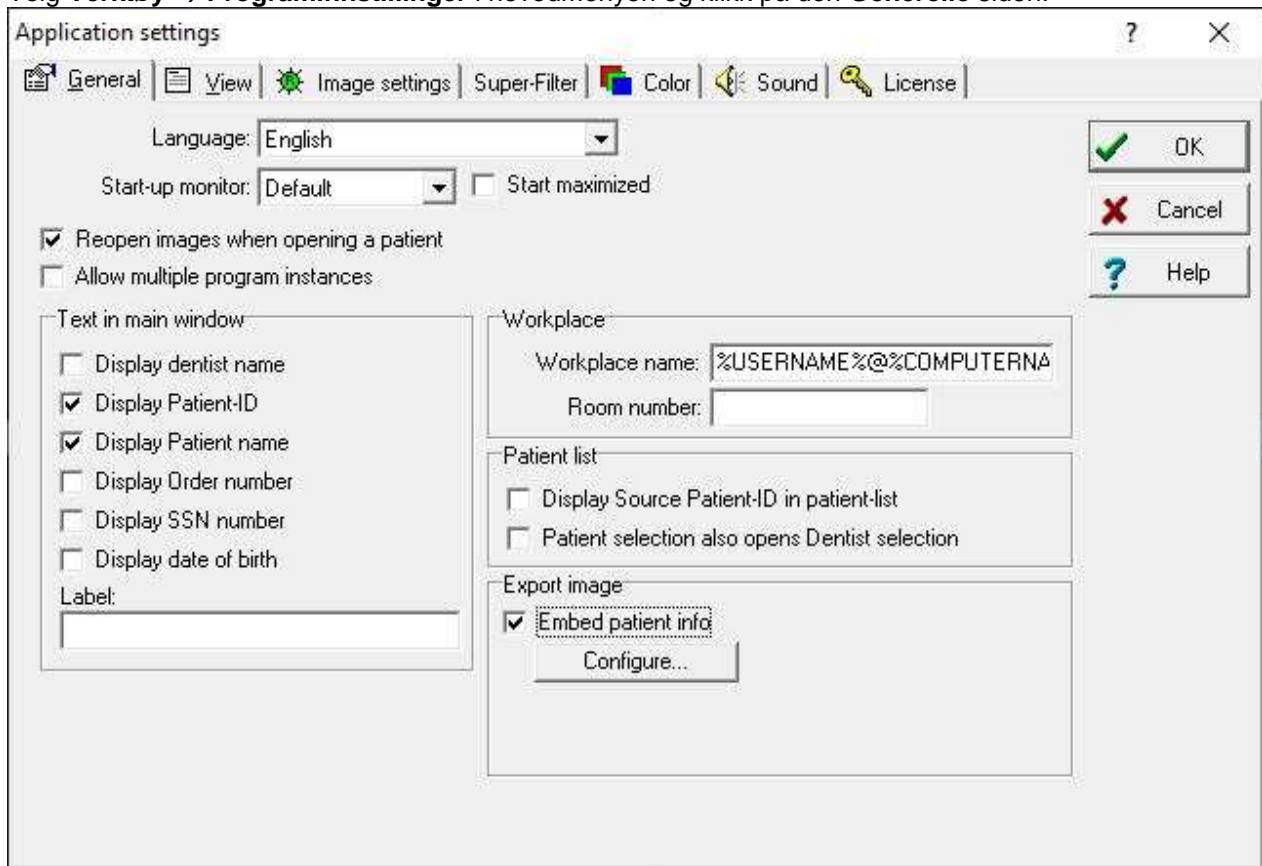 Application settings
?
General View Image settings Super-Filter Color Sound License
Language: English
OK
Start-up monitor: Default Start maximized
Cancel
Reopen images when opening a patient
Allow multiple program instances
Help
Text in main window
Display dentist name
Display Patient-ID
Display Patient name
Display Order number
Display SSN number
Display date of birth
Label:
Workplace
Workplace name: %USERNAME%@%COMPUTERNA
Room number:
Patient list
Display Source Patient-ID in patient-list
Patient selection also opens Dentist selection
Export image
Embed patient info
Configure...